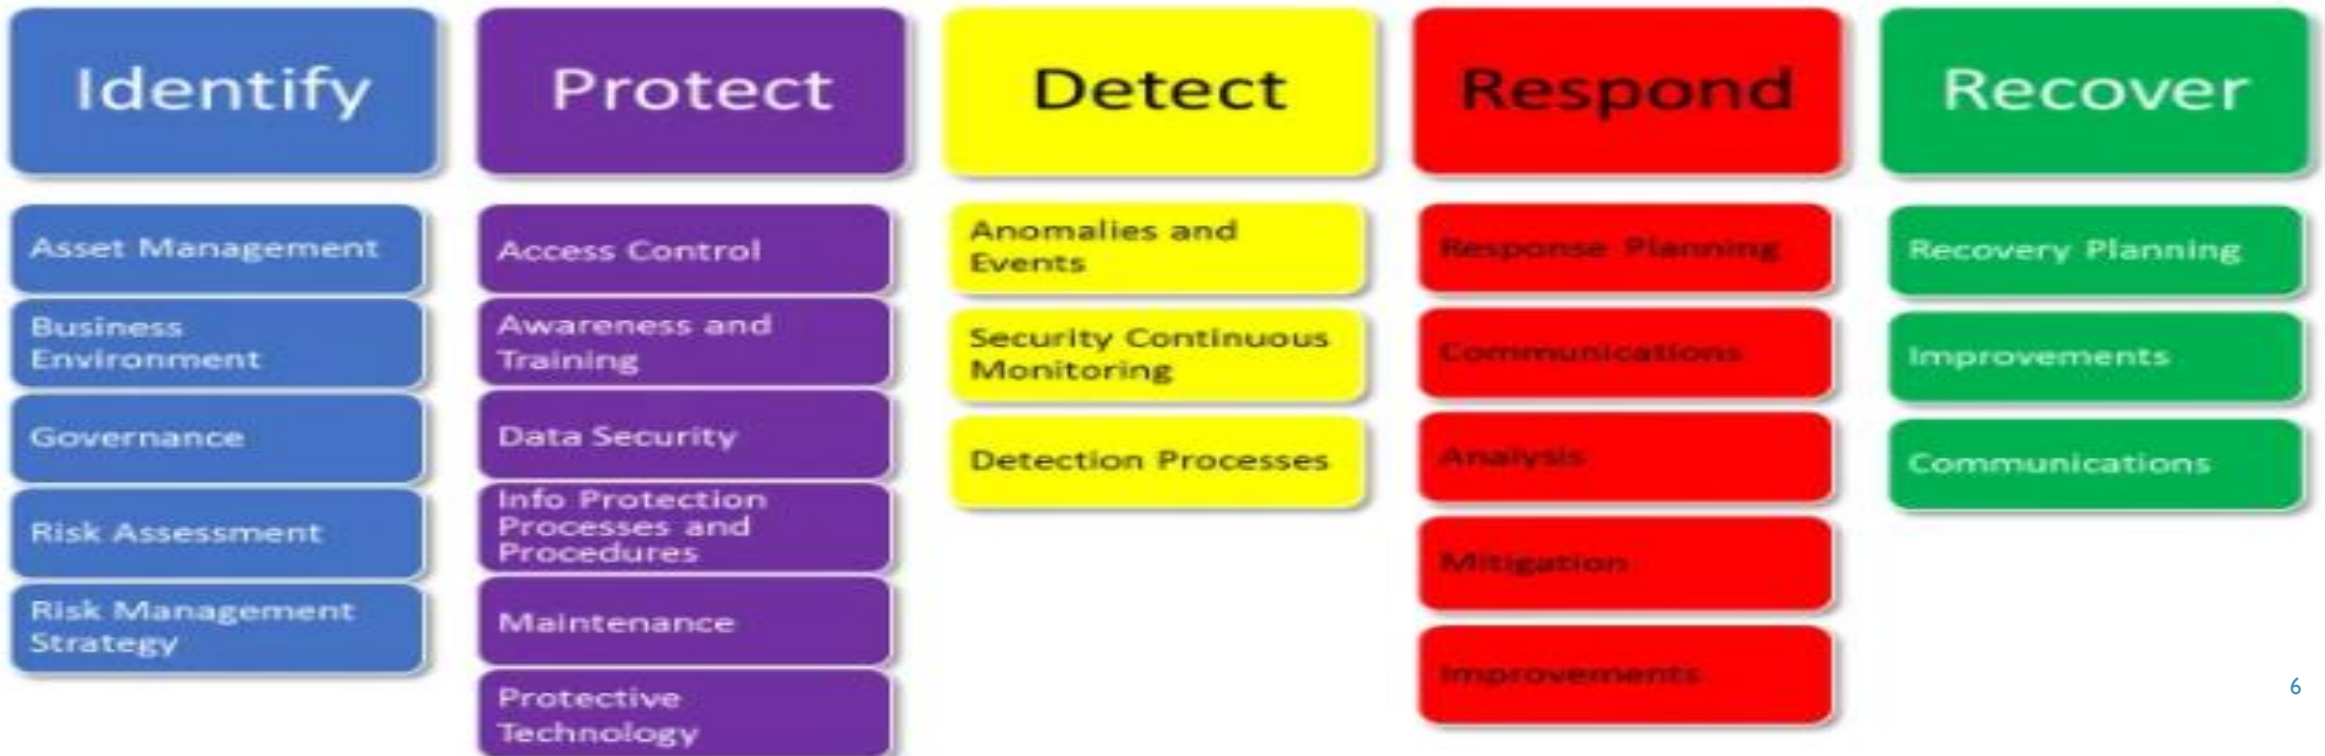 Identify
Asset Management
Business
Environment
Governance
Risk Assessment
Risk Management
Strategy
Protect
Access Control
Awareness and
Training
Data Security
Info Protection
Processes and
Procedures
Maintenance
Protective
Technology
Detect
Anomalies and
Events
Security Continuous
Monitoring
Detection Processes
Respond
Response Planning
Communications
Analysis
Mitigation
Improvements
Recover
Recovery Planning
Improvements
Communications
6